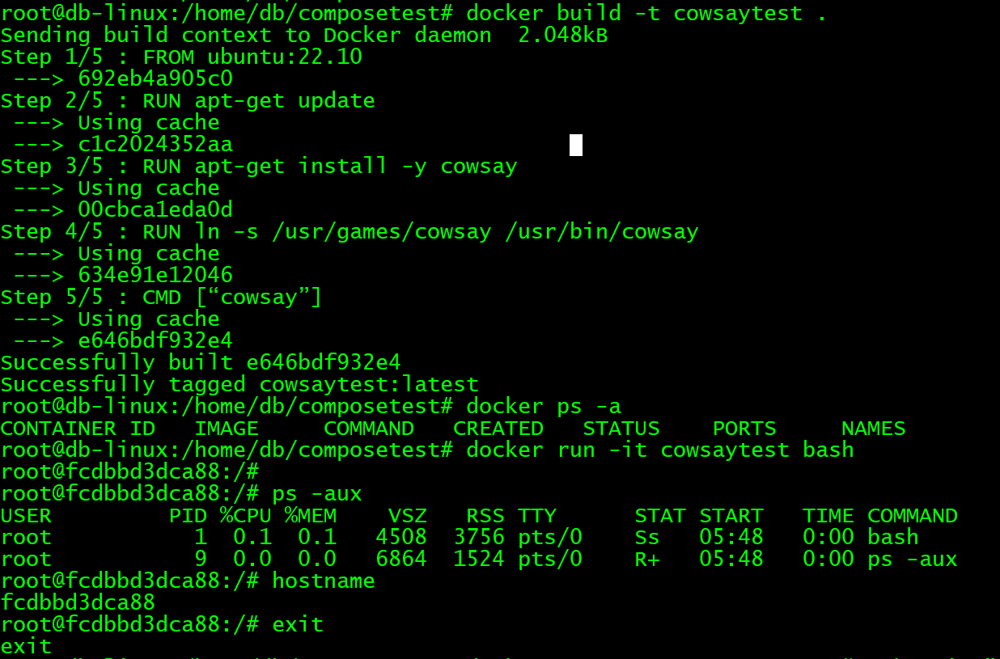 root@db-linux:/home/db/composetest# docker build -t cowsaytest .
Sending build context to Docker daemon  2.048kB
Step 1/5 : FROM ubuntu:22.10
 ---> 692eb4a905c0
Step 2/5 : RUN apt-get update
 ---> Using cache
 ---> c1c2024352aa
Step 3/5 : RUN apt-get install -y cowsay
 ---> Using cache
 ---> 00cbca1eda0d
Step 4/5 : RUN ln -s /usr/games/cowsay /usr/bin/cowsay
 ---> Using cache
 ---> 634e91e12046
Step 5/5 : CMD [“cowsay”]
 ---> Using cache
 ---> e646bdf932e4
Successfully built e646bdf932e4
Successfully tagged cowsaytest:latest
root@db-linux:/home/db/composetest# docker ps -a
CONTAINER ID   IMAGE     COMMAND   CREATED   STATUS    PORTS     NAMES
root@db-linux:/home/db/composetest# docker run -it cowsaytest bash
root@fcdbbd3dca88:/#
root@fcdbbd3dca88:/# ps -aux
USER         PID %CPU %MEM    VSZ   RSS TTY      STAT START   TIME COMMAND
root           1  0.1  0.1   4508  3756 pts/0    Ss   05:48   0:00 bash
root           9  0.0  0.0   6864  1524 pts/0    R+   05:48   0:00 ps -aux
root@fcdbbd3dca88:/# hostname
fcdbbd3dca88
root@fcdbbd3dca88:/# exit
exit